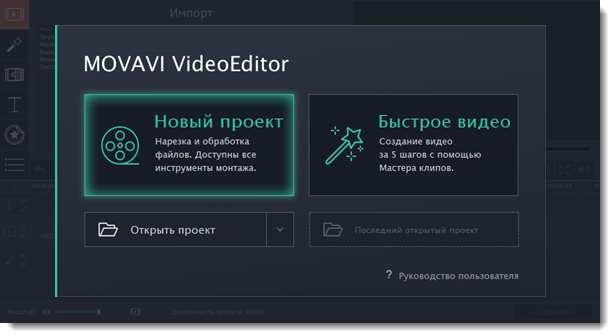 Импорт
MOVAVI VideoEditor
Новый проект
Нарезка и обработка
файлов. Доступны все
инструменты монтажа.
Быстрое видео
Создание видео
за 5 шагов с помощью
Мастера клипов.
Открыть проект
Последний открытый проект
? Руководство пользователя